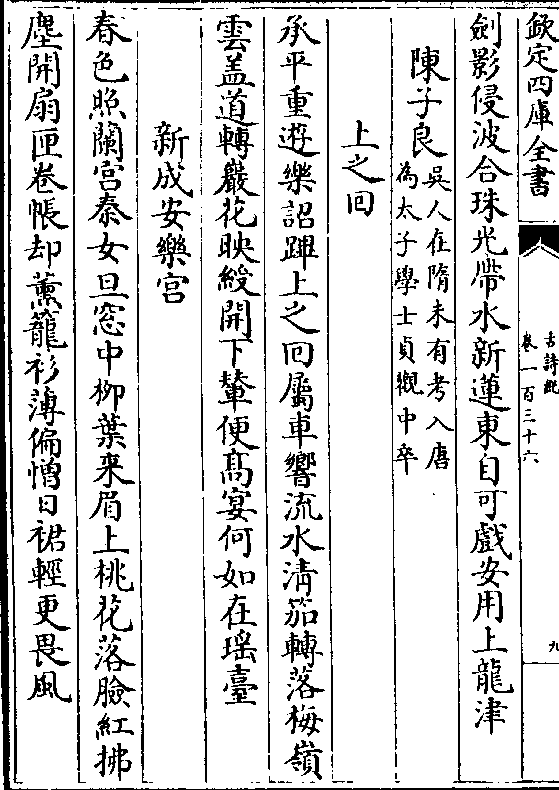 欽定四庫全書
古詩紀
卷一百三十六
九
劍影侵波合珠光帶水新蓮東自可戲安用上龍津
陳子良
吳人在隋未有考入唐
為太子學士貞觀中卒
上之回
承平重遊樂詔蹕上之回屬車響流水清笳轉落梅嶺
雲盖道轉巖花映綬開下輦便髙宴何如在瑶臺
新成安樂宮
春色照蘭宮秦女旦窓中柳葉来眉上桃花落臉紅拂
塵開扇匣卷帳却薰籠衫薄偏憎日裙輕更畏風